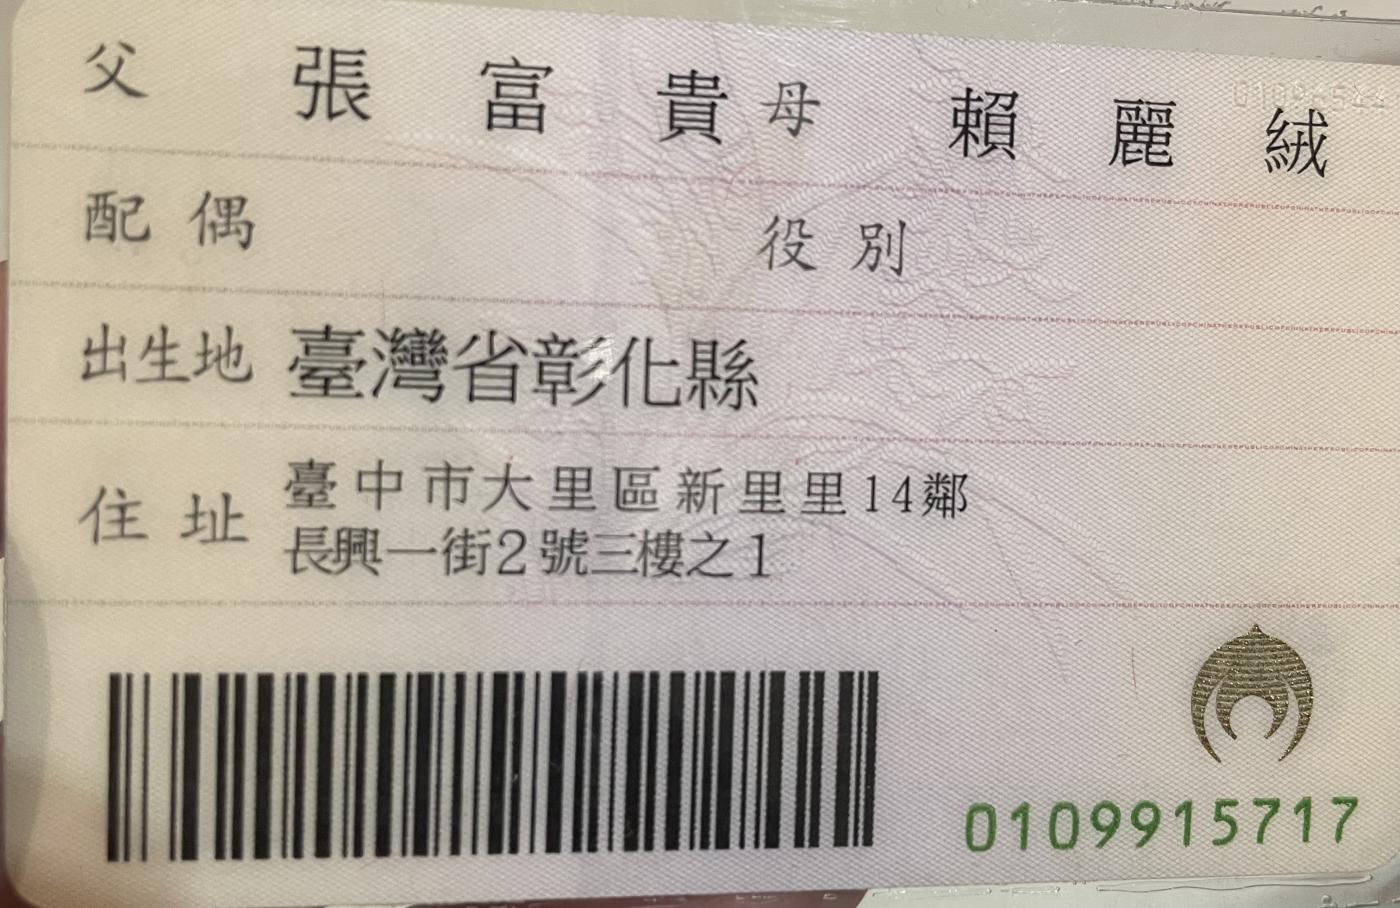 父 張富貴 母 賴麗絨
配偶 役別
出生地 臺灣省彰化縣
住址 臺中市大里區新里里14鄰
長興一街2號三樓之1
0109915717